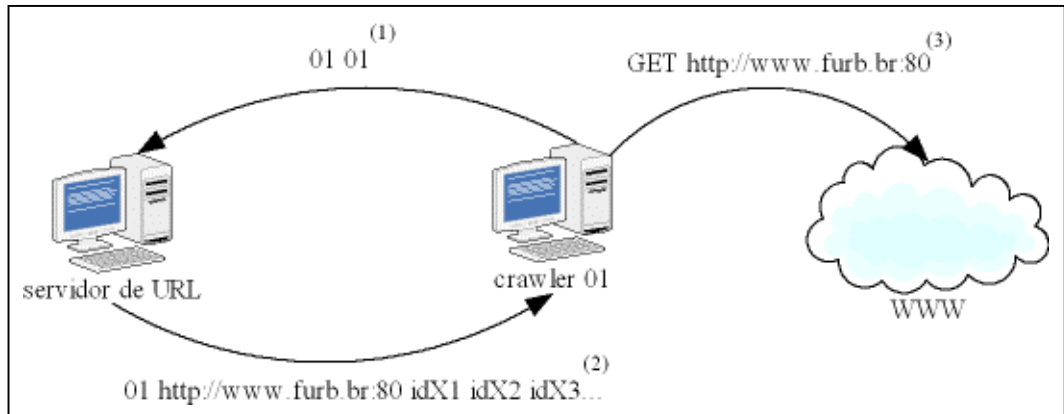 (1)
01 01
(3)
GET http://www.furb.br:80
servidor de URL
crawler 01
WWW
(2)
01 http://www.furb.br:80 idX1 idX2 idX3...